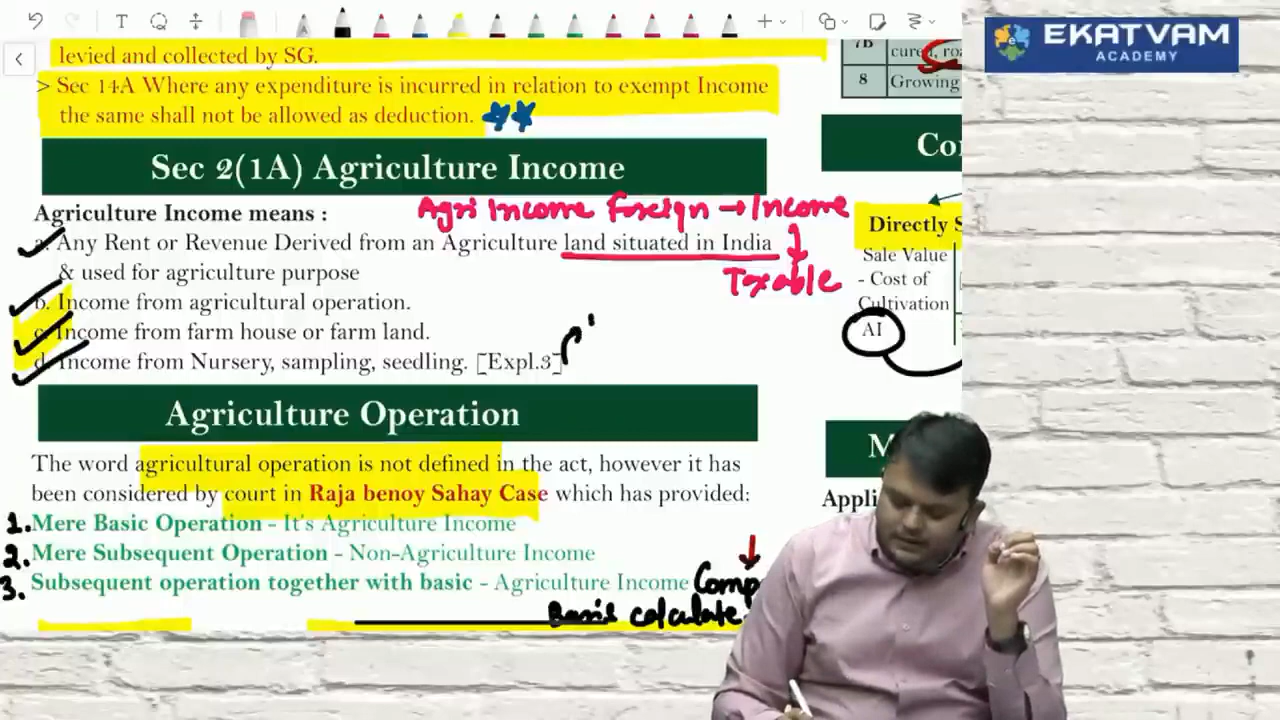 levied and collected by SG.
> Sec 14A Where any expenditure is incurred in relation to exempt Income
the same shall not be allowed as deduction.
Sec 2(1A) Agriculture Income
Agriculture Income means :
Agri Income Foreign → Income
a. Any Rent or Revenue Derived from an Agriculture land situated in India
& used for agriculture purpose
Taxable
b. Income from agricultural operation.
c. Income from farm house or farm land.
d. Income from Nursery, sampling, seedling. [Expl.3]
Agriculture Operation
The word agricultural operation is not defined in the act, however it has
been considered by court in Raja benoy Sahay Case which has provided:
1. Mere Basic Operation - It's Agriculture Income
2. Mere Subsequent Operation - Non-Agriculture Income
3. Subsequent operation together with basic - Agriculture Income Comp
Basis calculate.
7B
cured, roa
8 Growing
Co
Directly S
Sale Value
- Cost of
Cultivation
AI
M
Appli
EKATVAM
ACADEMY